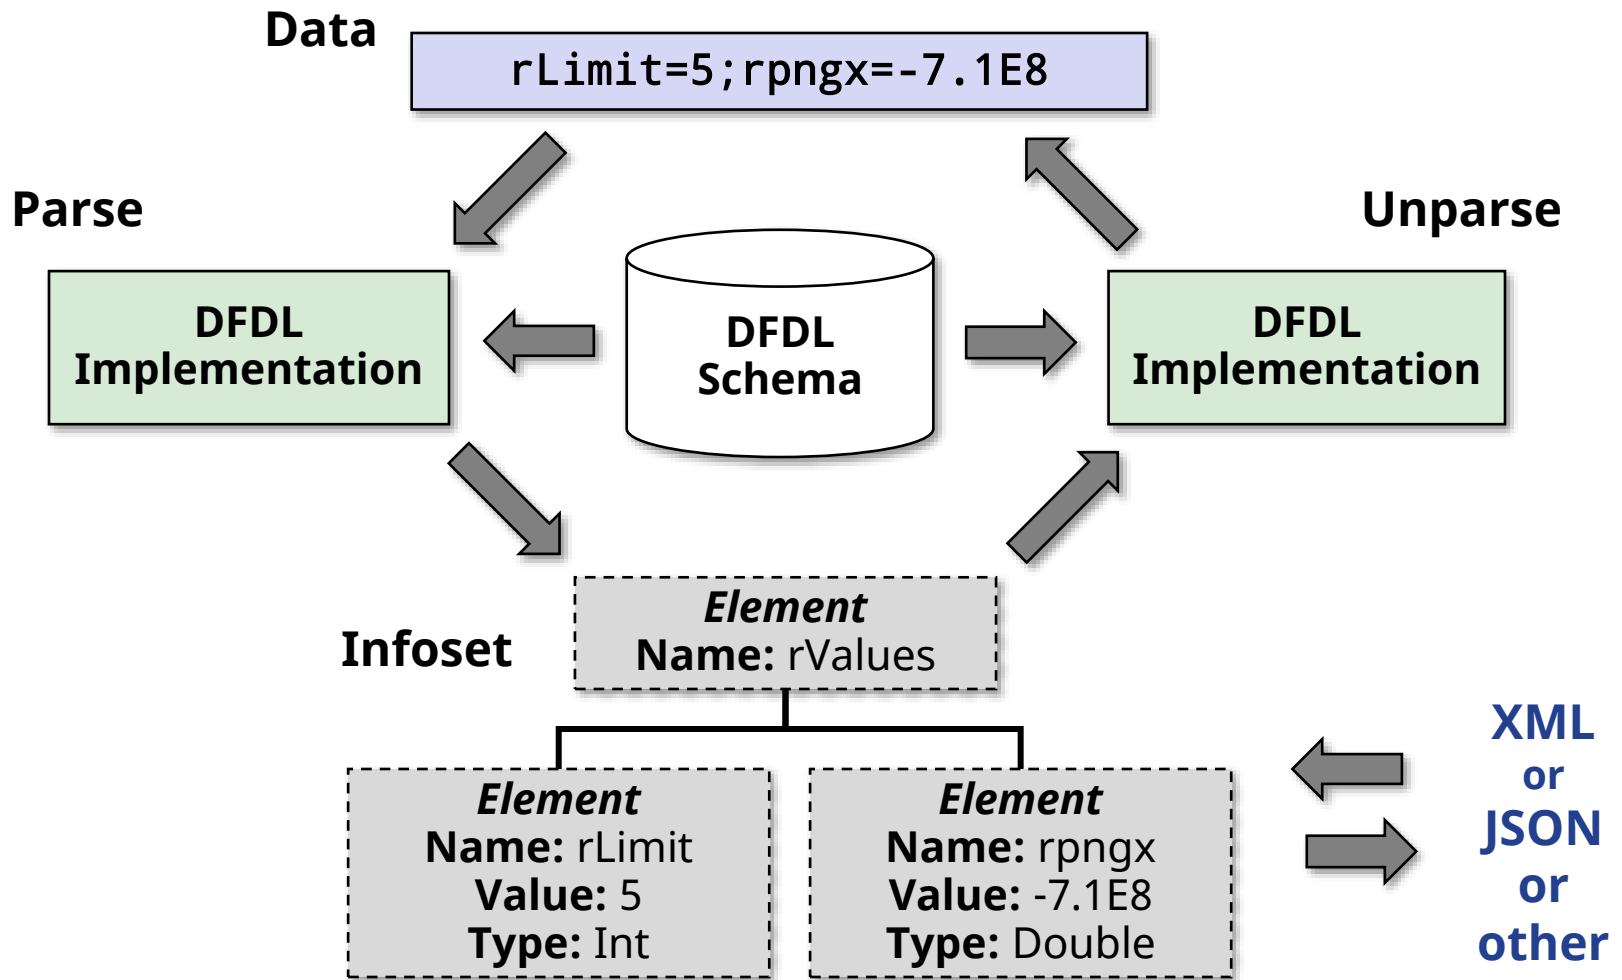 Data
rLimit=5;rpngx=-7.1E8
Parse
Unparse
DFDL
Implementation
DFDL
Schema
DFDL
Implementation
Infoset
Element
Name: rValues
Element
Name: rLimit
Value: 5
Type: Int
Element
Name: rpngx
Value: -7.1E8
Type: Double
XML
or
JSON
or
other